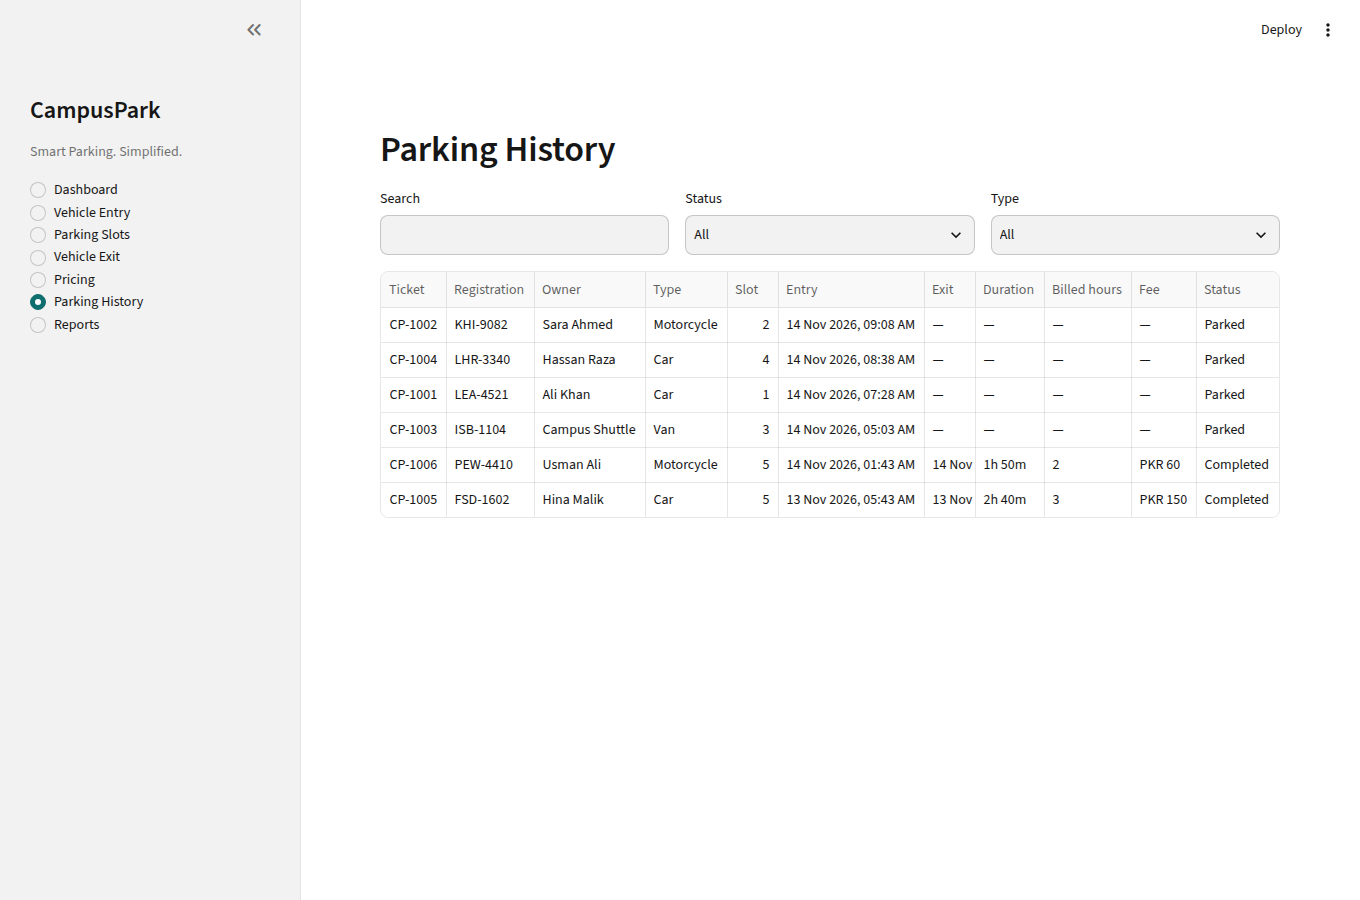 Deploy
CampusPark
Smart Parking. Simplified.
Dashboard
Vehicle Entry
Parking Slots
Vehicle Exit
Pricing
Parking History
Reports
Parking History
Search Status Type
All All
Ticket Registration Owner Type Slot Entry Exit Duration Billed hours Fee Status
CP-1002 KHI-9082 Sara Ahmed Motorcycle 2 14 Nov 2026, 09:08 AM — — — — Parked
CP-1004 LHR-3340 Hassan Raza Car 4 14 Nov 2026, 08:38 AM — — — — Parked
CP-1001 LEA-4521 Ali Khan Car 1 14 Nov 2026, 07:28 AM — — — — Parked
CP-1003 ISB-1104 Campus Shuttle Van 3 14 Nov 2026, 05:03 AM — — — — Parked
CP-1006 PEW-4410 Usman Ali Motorcycle 5 14 Nov 2026, 01:43 AM 14 Nov 1h 50m 2 PKR 60 Completed
CP-1005 FSD-1602 Hina Malik Car 5 13 Nov 2026, 05:43 AM 13 Nov 2h 40m 3 PKR 150 Completed